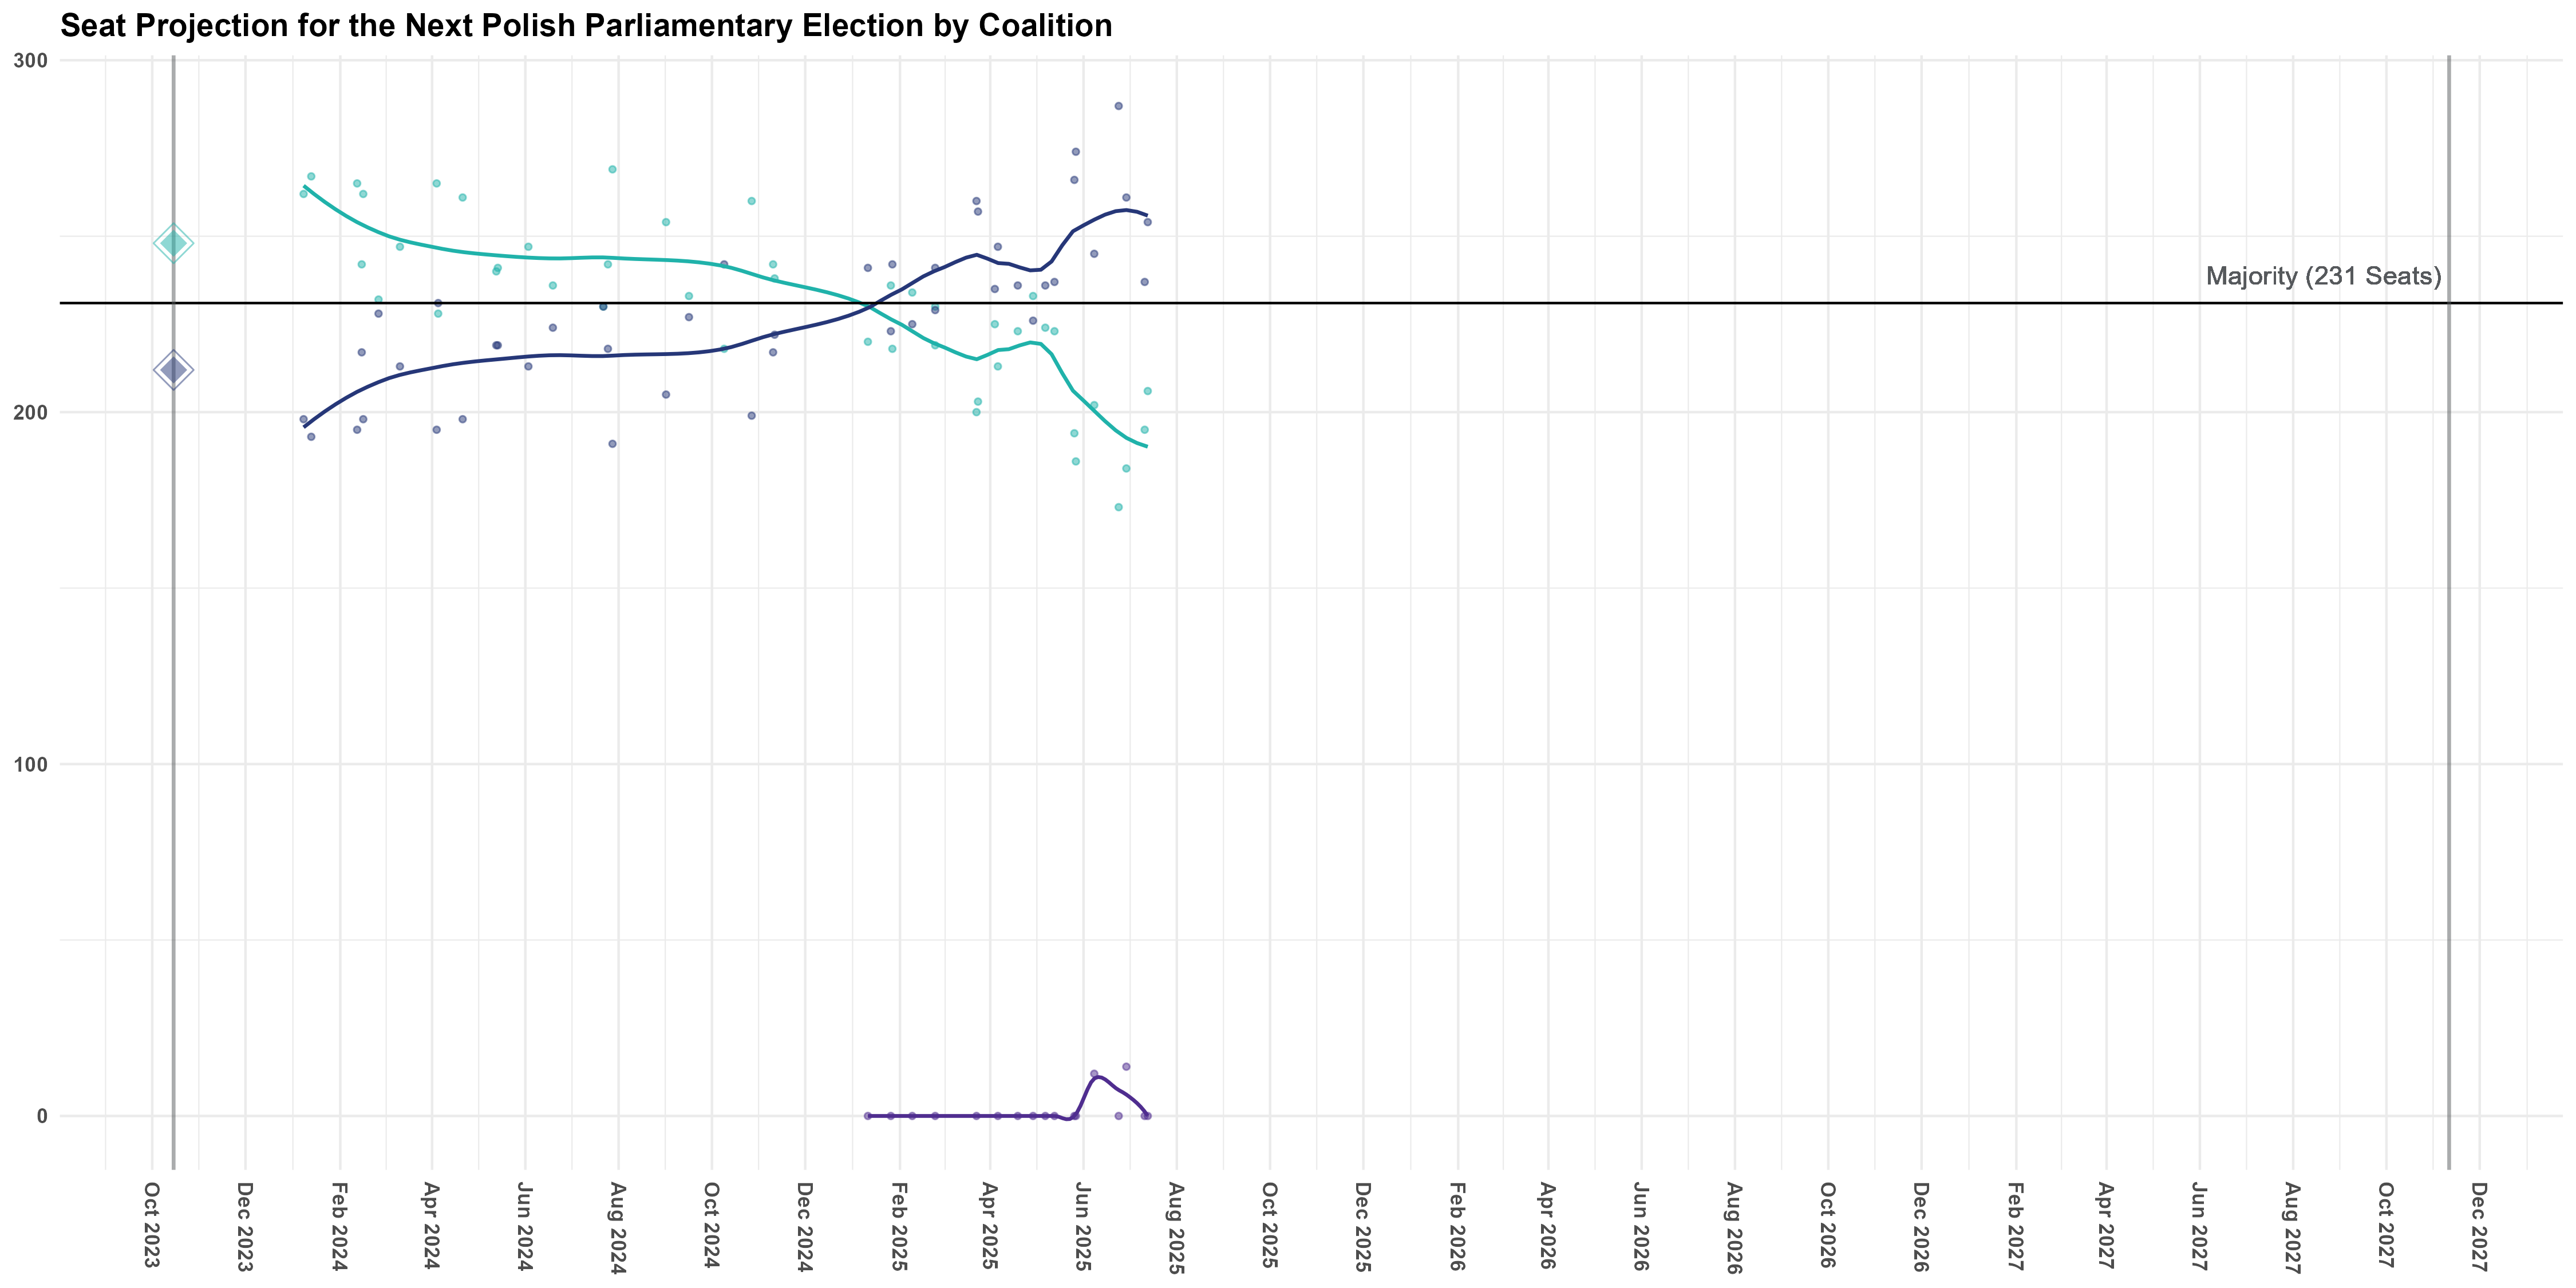 Seat Projection for the Next Polish Parliamentary Election by Coalition
300
Majority (231 Seats)
200
100
0
Oct 2023
Dec 2023
Feb 2024
Apr 2024
Jun 2024
Aug 2024
Oct 2024
Dec 2024
Feb 2025
Apr 2025
Jun 2025
Aug 2025
Oct 2025
Dec 2025
Feb 2026
Apr 2026
Jun 2026
Aug 2026
Oct 2026
Dec 2026
Feb 2027
Apr 2027
Jun 2027
Aug 2027
Oct 2027
Dec 2027